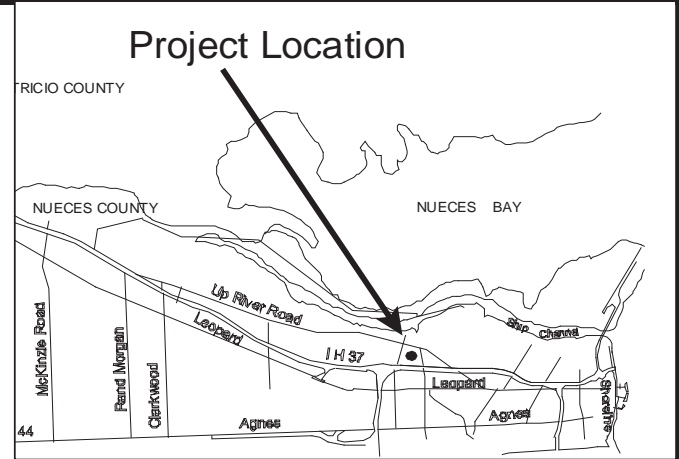 Project Location
TRICIO COUNTY
NUECES COUNTY
NUECES BAY
Up River Road
Ship Channel
Leopard
I H 37
McKinzie Road
Rand Morgan
Clarkwood
Leopard
Shoreline
Agnes
Agnes
44